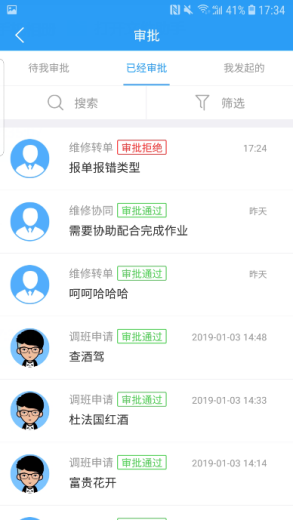 41% 17:34
审批
待我审批 已经审批 我发起的
搜索 筛选
维修转单 审批拒绝 17:24
报单报错类型
维修协同 审批通过 昨天
需要协助配合完成作业
维修转单 审批通过 昨天
呵呵哈哈哈
调班申请 审批通过 2019-01-03 14:48
查酒驾
调班申请 审批通过 2019-01-03 14:33
杜法国红酒
调班申请 审批通过 2019-01-03 14:14
富贵花开